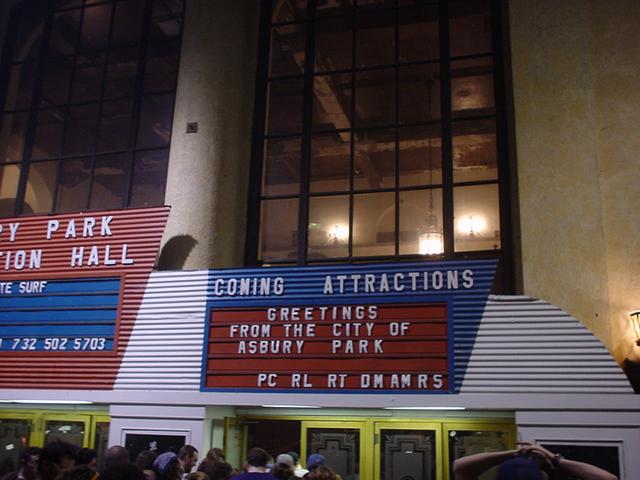 PARK
HALL
TE SURF
732 502 5703
COMING ATTRACTIONS
GREETINGS
FROM THE CITY OF
ASBURY PARK
PC RL RT DM AM RS